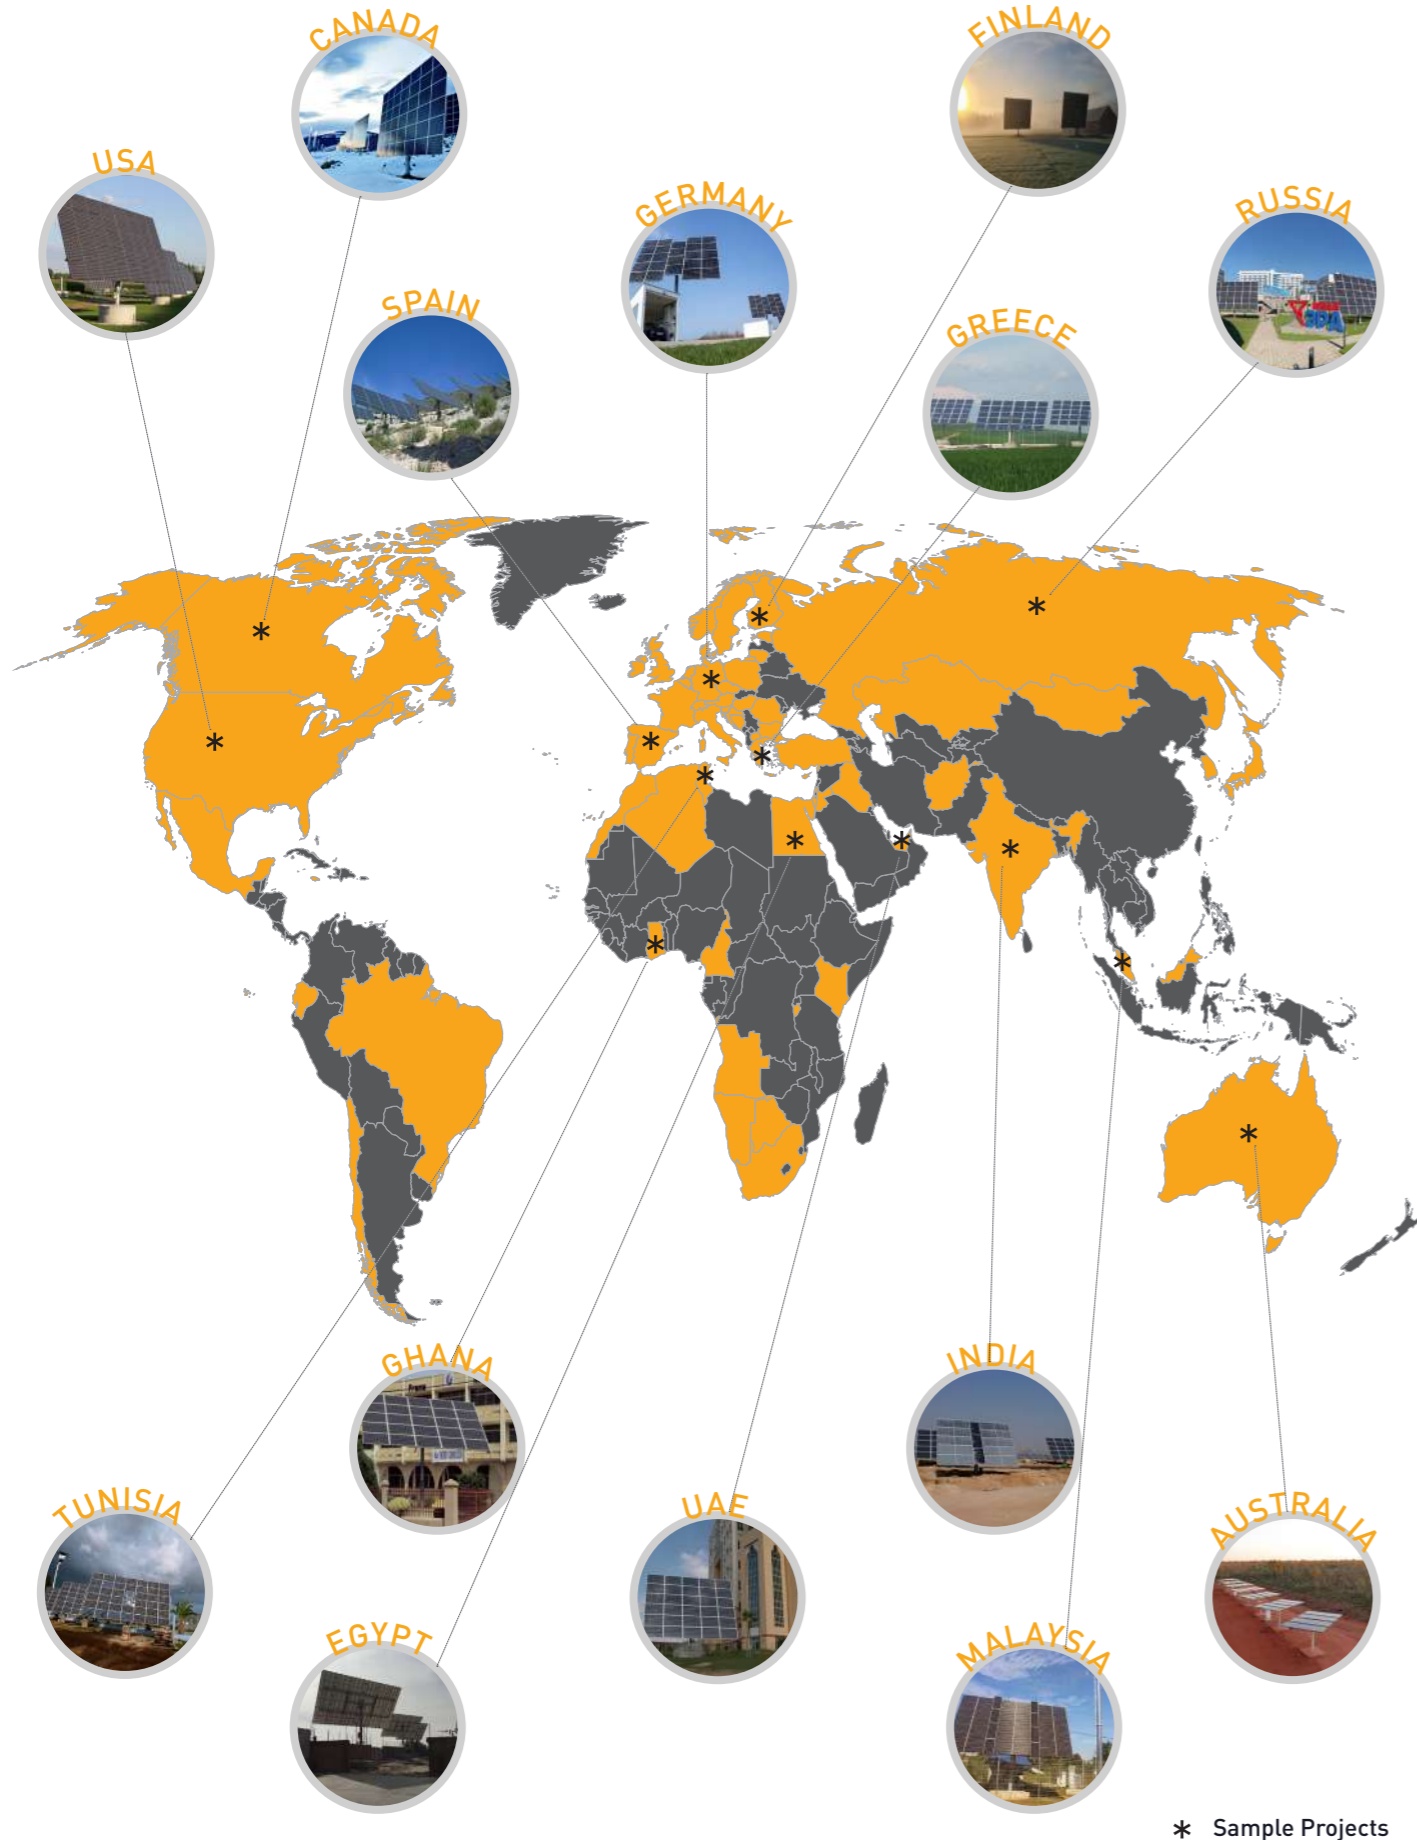 CANADA
FINLAND
USA
GERMANY
RUSSIA
SPAIN
GREECE
GHANA
INDIA
TUNISIA
UAE
AUSTRALIA
EGYPT
MALAYSIA
* Sample Projects